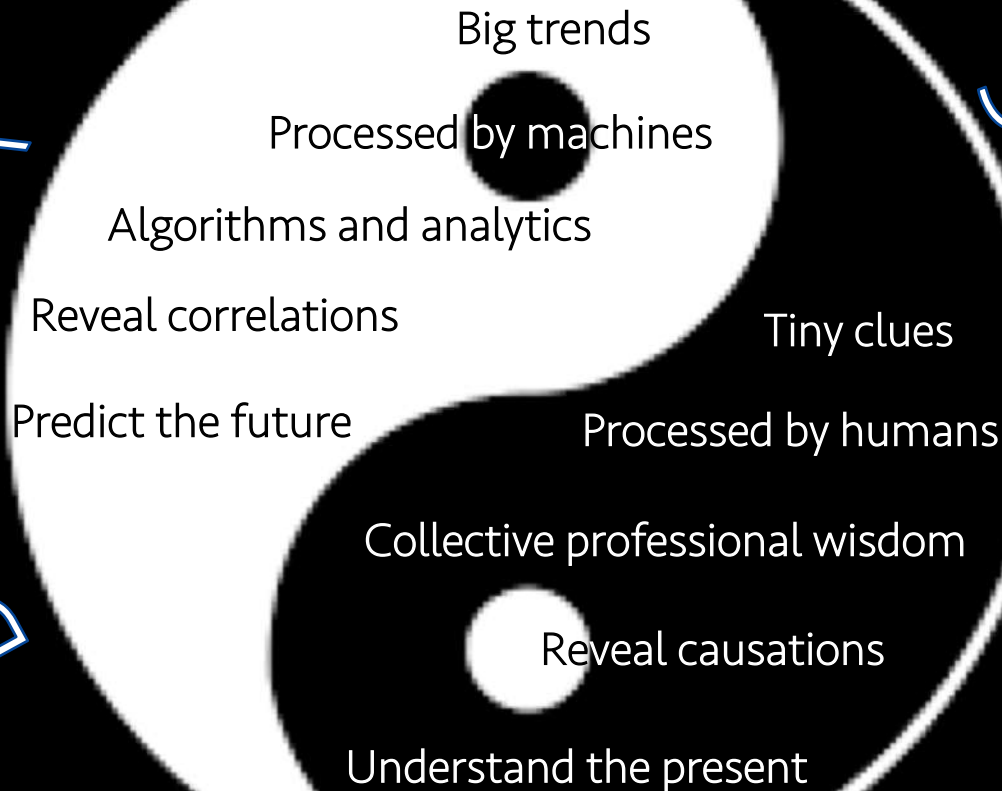 Big trends
Processed by machines
Algorithms and analytics
Reveal correlations
Predict the future
Tiny clues
Processed by humans
Collective professional wisdom
Reveal causations
Understand the present